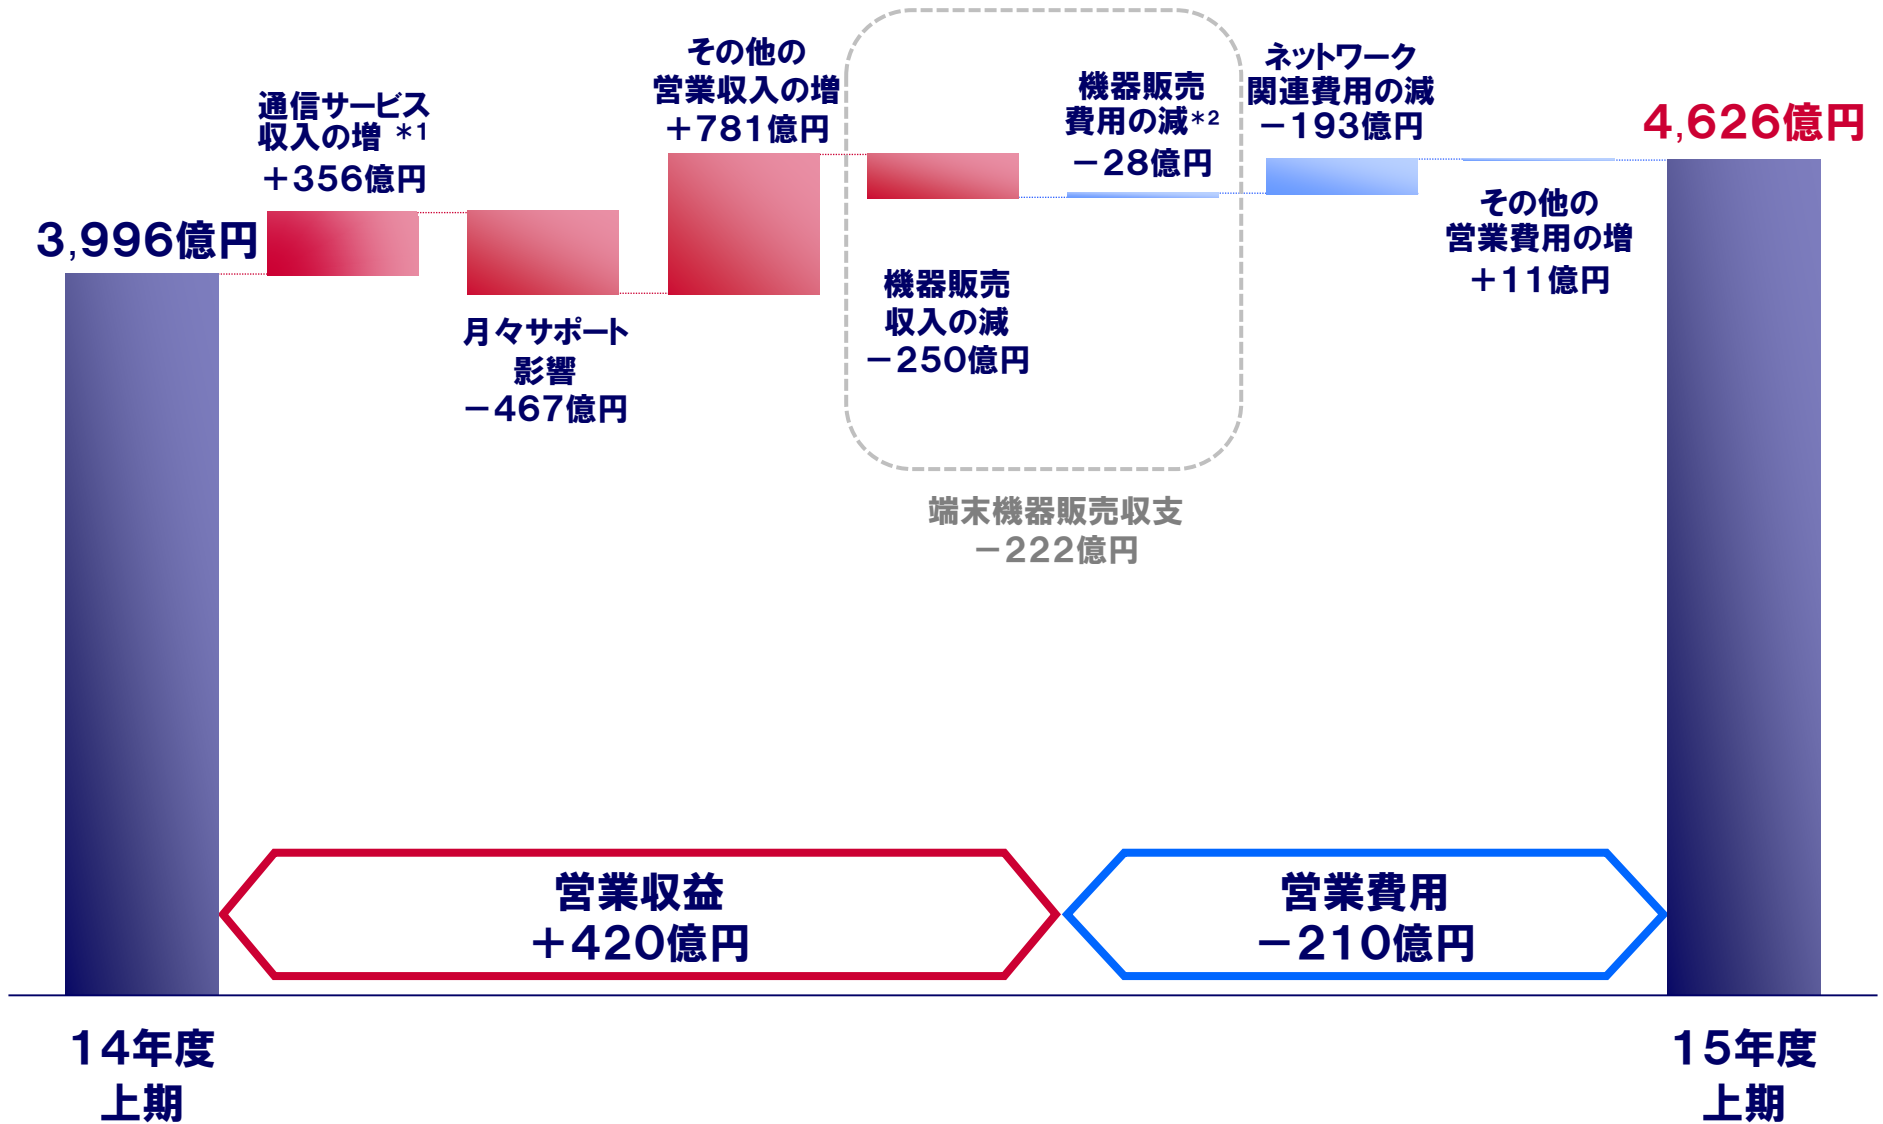 3,996億円
通信サービス
収入の増 *1
+356億円
月々サポート
影響
−467億円
その他の
営業収入の増
+781億円
機器販売
収入の減
−250億円
機器販売
費用の減*2
−28億円
端末機器販売収支
−222億円
ネットワーク
関連費用の減
−193億円
その他の
営業費用の増
+11億円
4,626億円
営業収益
+420億円
営業費用
−210億円
14年度
上期
15年度
上期